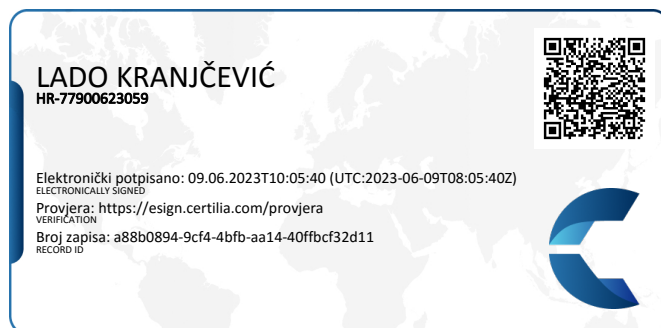 LADO KRANJČEVIĆ
HR-77900623059
Elektronički potpisano: 09.06.2023T10:05:40 (UTC:2023-06-09T08:05:40Z)
ELECTRONICALLY SIGNED
Provjera: https://esign.certilia.com/provjera
VERIFICATION
Broj zapisa: a88b0894-9cf4-4bfb-aa14-40ffbcf32d11
RECORD ID